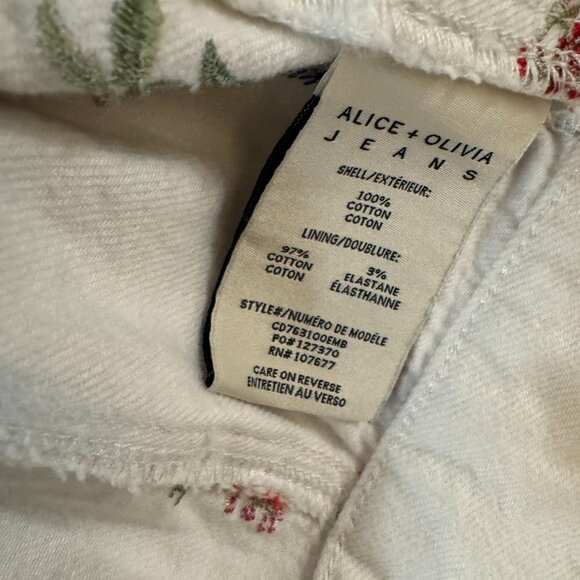 ALICE + OLIVIA
JEANS
SHELL/EXTÉRIEUR:
100%
COTTON
COTON
LINING/DOUBLURE:
97% 3%
COTTON ELASTANE
COTON ÉLASTHANNE
STYLE#/NUMÉRO DE MODÈLE
CD763100EMB
PO#127370
RN#107677
CARE ON REVERSE
ENTRETIEN AU VERSO